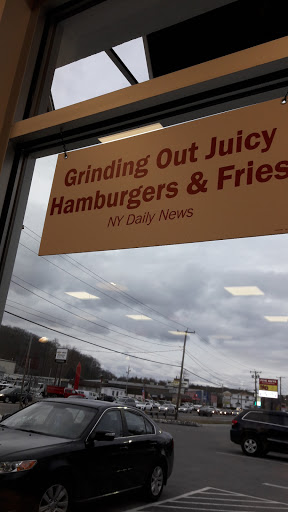 Grinding Out Juicy
Hamburgers & Fries
NY Daily News